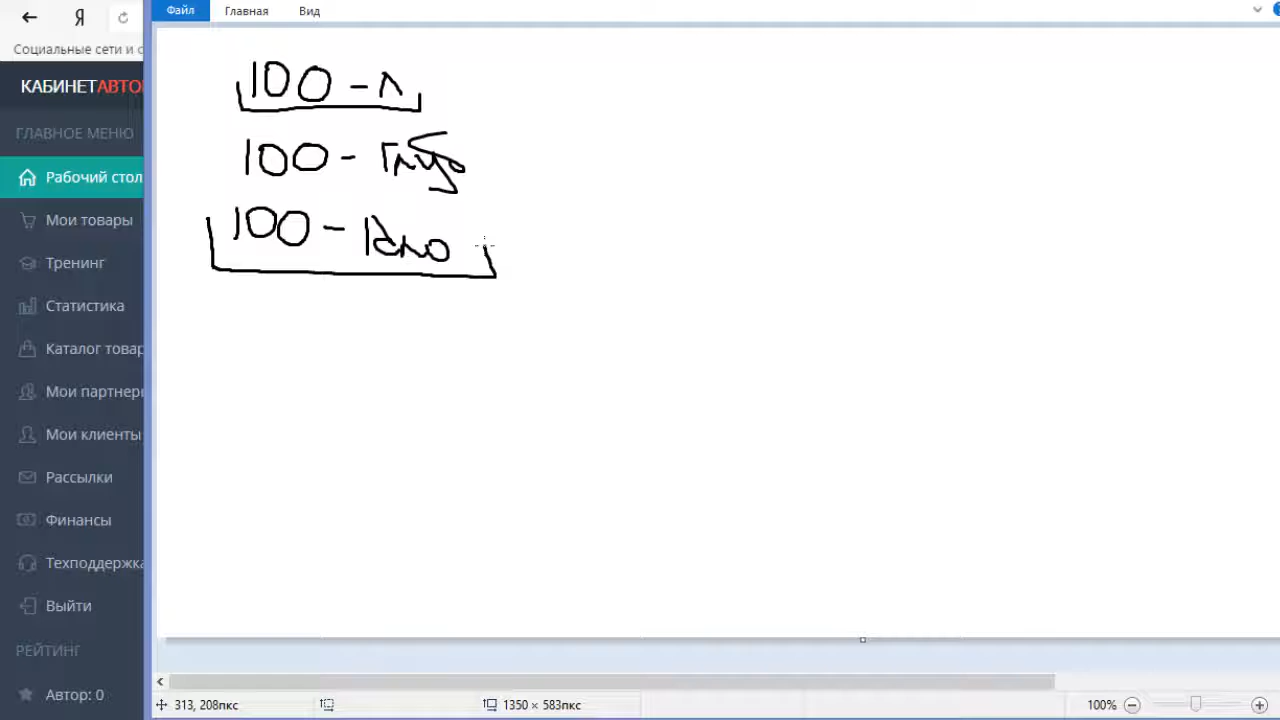 Файл Главная Вид
Социальные сети и с
КАБИНЕТАВТО
ГЛАВНОЕ МЕНЮ
Рабочий стол
Мои товары
Тренинг
Статистика
Каталог товар
Мои партнер
Мои клиенты
Рассылки
Финансы
Техподдержка
Выйти
РЕЙТИНГ
Автор: 0
100 - л
100 -
100 -
313, 208пкс 1350 × 583пкс 100%